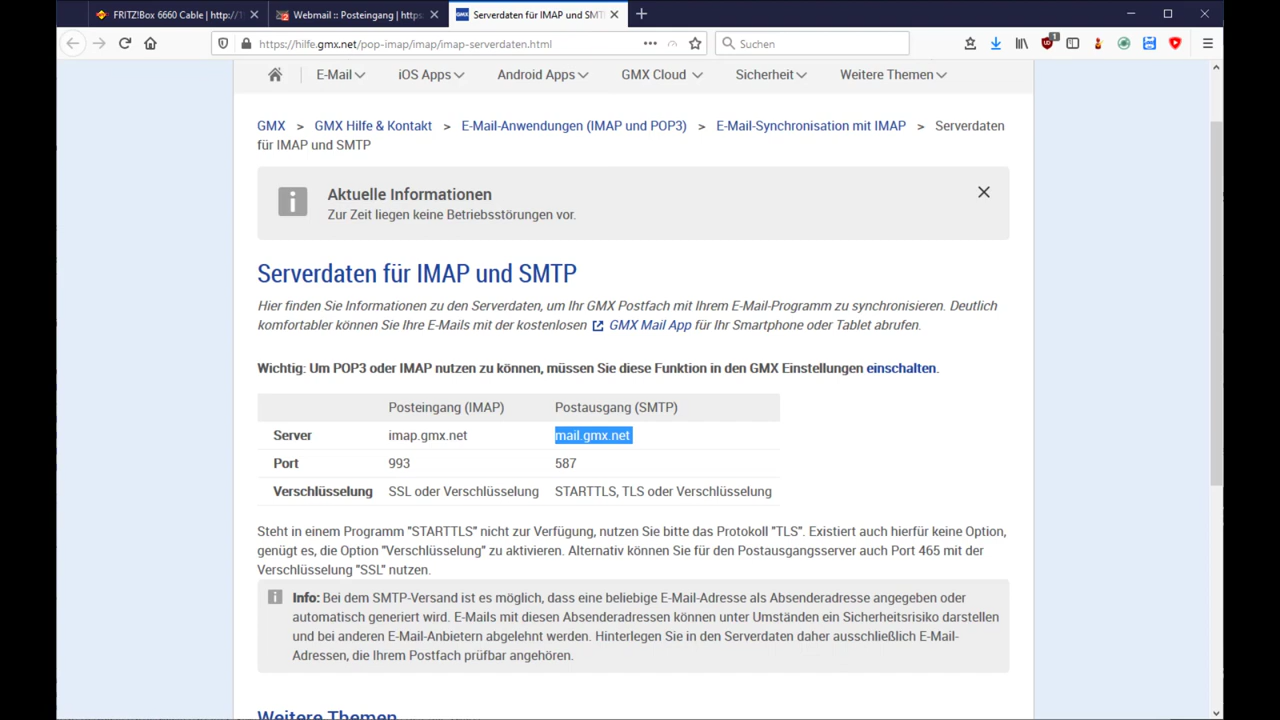 FRITZ!Box 6660 Cable | http://1
Webmail :: Posteingang | https:
GMX Serverdaten für IMAP und SMT
https://hilfe.gmx.net/pop-imap/imap/imap-serverdaten.html
Suchen
1
E-Mail
iOS Apps
Android Apps
GMX Cloud
Sicherheit
Weitere Themen
GMX > GMX Hilfe & Kontakt > E-Mail-Anwendungen (IMAP und POP3) > E-Mail-Synchronisation mit IMAP > Serverdaten
für IMAP und SMTP
Aktuelle Informationen
Zur Zeit liegen keine Betriebsstörungen vor.
Serverdaten für IMAP und SMTP
Hier finden Sie Informationen zu den Serverdaten, um Ihr GMX Postfach mit Ihrem E-Mail-Programm zu synchronisieren. Deutlich
komfortabler können Sie Ihre E-Mails mit der kostenlosen GMX Mail App für Ihr Smartphone oder Tablet abrufen.
Wichtig: Um POP3 oder IMAP nutzen zu können, müssen Sie diese Funktion in den GMX Einstellungen einschalten.
Posteingang (IMAP) Postausgang (SMTP)
Server imap.gmx.net mail.gmx.net
Port 993 587
Verschlüsselung SSL oder Verschlüsselung STARTTLS, TLS oder Verschlüsselung
Steht in einem Programm "STARTTLS" nicht zur Verfügung, nutzen Sie bitte das Protokoll "TLS". Existiert auch hierfür keine Option,
genügt es, die Option "Verschlüsselung" zu aktivieren. Alternativ können Sie für den Postausgangsserver auch Port 465 mit der
Verschlüsselung "SSL" nutzen.
Info: Bei dem SMTP-Versand ist es möglich, dass eine beliebige E-Mail-Adresse als Absenderadresse angegeben oder
automatisch generiert wird. E-Mails mit diesen Absenderadressen können unter Umständen ein Sicherheitsrisiko darstellen
und bei anderen E-Mail-Anbietern abgelehnt werden. Hinterlegen Sie in den Serverdaten daher ausschließlich E-Mail-
Adressen, die Ihrem Postfach prüfbar angehören.
Weitere Themen